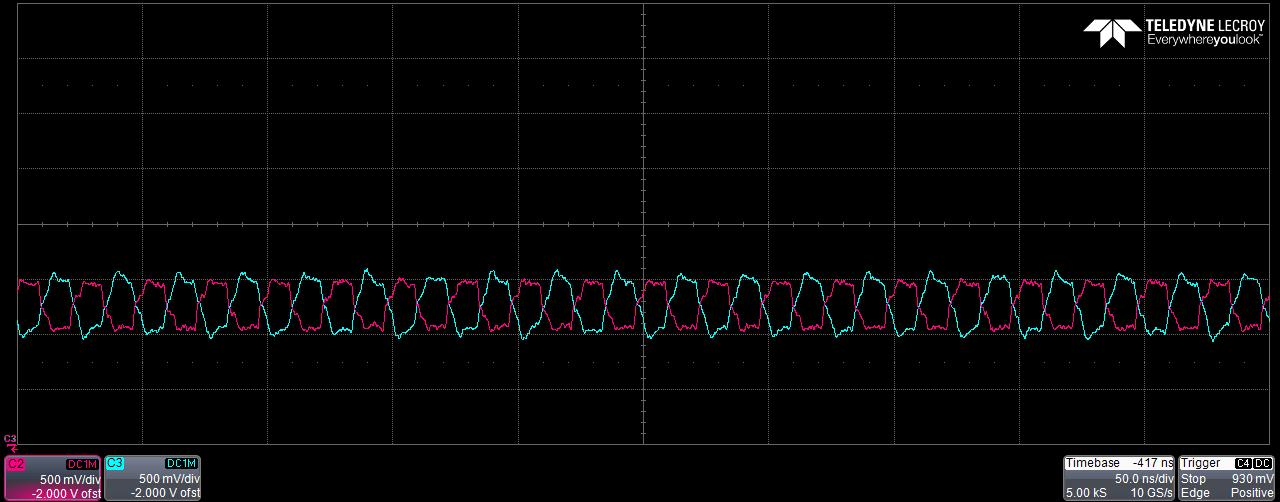 TELEDYNE LECROY
Everywhereyoulook™
C3
C2 DC1M
500 mV/div
-2.000 V ofst
C3 DC1M
500 mV/div
-2.000 V ofst
Timebase -417 ns
50.0 ns/div
5.00 kS 10 GS/s
Trigger C4 DC
Stop 930 mV
Edge Positive